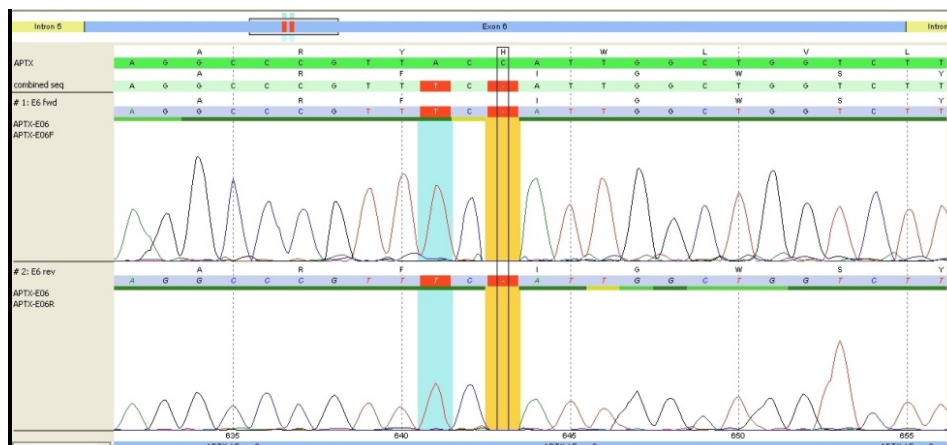 Intron 5 Exon 6 Intron
A R Y H W L V L
APTX A G G C C C G T T A C C A T T G G C T G G T C T T
A R F I G W S Y
combined seq A G G C C C G T T T C - A T T G G C T G G T C T T
# 1: E6 fwd A R F I G W S Y
A G G C C C G T T T C - A T T G G C T G G T C T T
APTX-E06
APTX-E06F
# 2: E6 rev A R F I G W S Y
A G G C C C G T T T C - A T T G G C T G G T C T T
APTX-E06
APTX-E06R
635 640 645 650 655